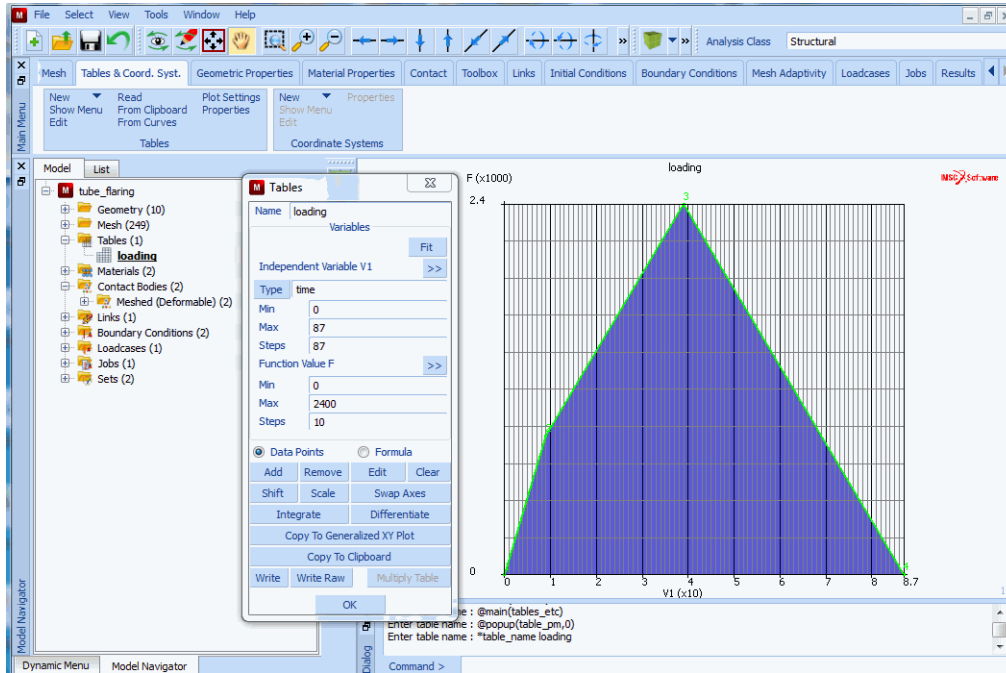 File Select View Tools Window Help
» » Analysis Class Structural
Mesh Tables & Coord. Syst. Geometric Properties Material Properties Contact Toolbox Links Initial Conditions Boundary Conditions Mesh Adaptivity Loadcases Jobs Results
Main Menu
New Read Plot Settings
Show Menu From Clipboard Properties
Edit From Curves
Tables
New Properties
Show Menu
Edit
Coordinate Systems
Model List
tube_flaring
Geometry (10)
Mesh (249)
Tables (1)
loading
Materials (2)
Contact Bodies (2)
Meshed (Deformable) (2)
Links (1)
Boundary Conditions (2)
Loadcases (1)
Jobs (1)
Sets (2)
Model Navigator
Dynamic Menu Model Navigator
Tables
Name loading
Variables
Fit
Independent Variable V1 >>
Type time
Min 0
Max 87
Steps 87
Function Value F >>
Min 0
Max 2400
Steps 10
Data Points Formula
Add Remove Edit Clear
Shift Scale Swap Axes
Integrate Differentiate
Copy To Generalized XY Plot
Copy To Clipboard
Write Write Raw Multiply Table
OK
F (x1000) loading
MSC Software
2.4 3
0
0 1 2 3 4 5 6 7 8 8.7
V1 (x10) 1
name : @main(tables_etc)
Enter table name : @popup(table_pm,0)
Enter table name : *table_name loading
Dialog
Command >